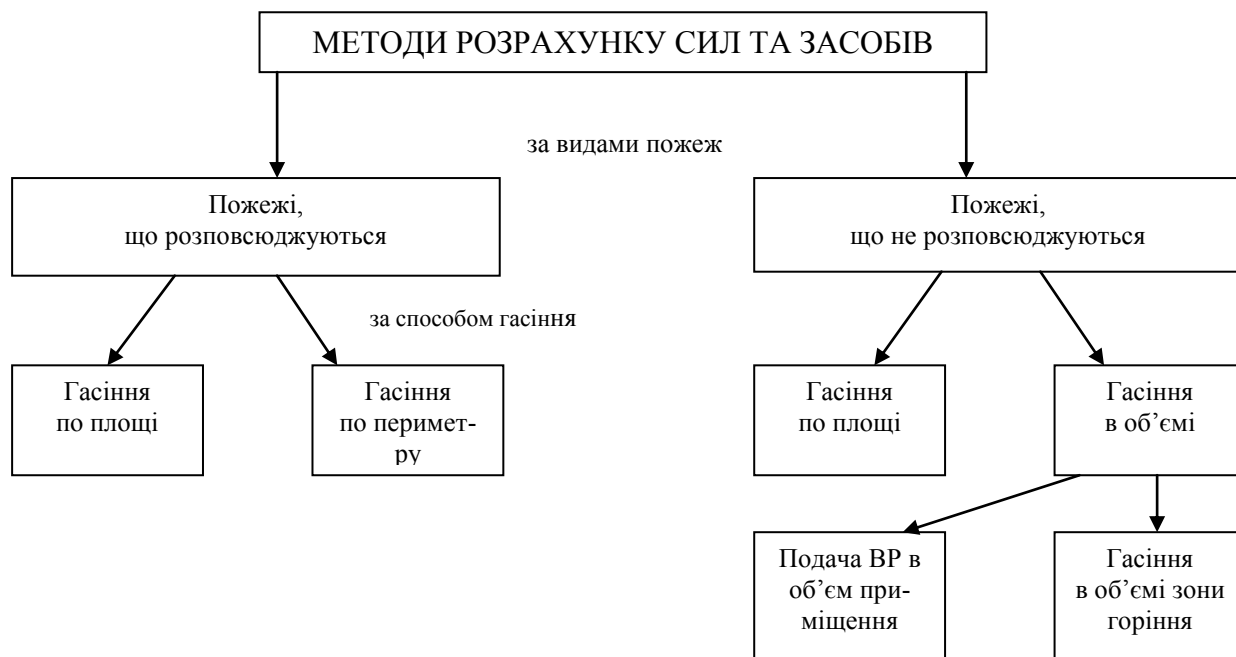 МЕТОДИ РОЗРАХУНКУ СИЛ ТА ЗАСОБІВ
за видами пожеж
Пожежі,
що розповсюджуються
Пожежі,
що не розповсюджуються
за способом гасіння
Гасіння
по площі
Гасіння
по перимет-
ру
Гасіння
по площі
Гасіння
в об’ємі
Подача ВР в
об’єм при-
міщення
Гасіння
в об’ємі зони
горіння